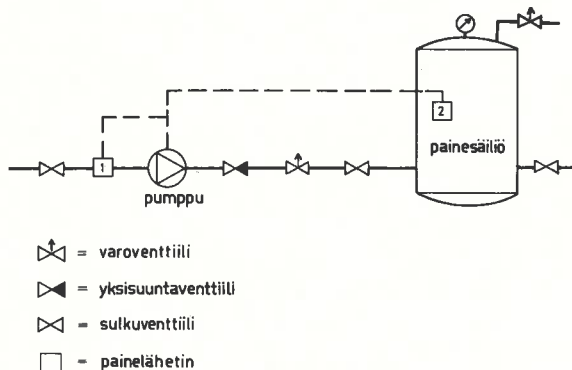 2
painesäiliö
1
pumppu
= varoventtiili
= yksisuuntaventtiili
= sulkuventtiili
= painelähetin